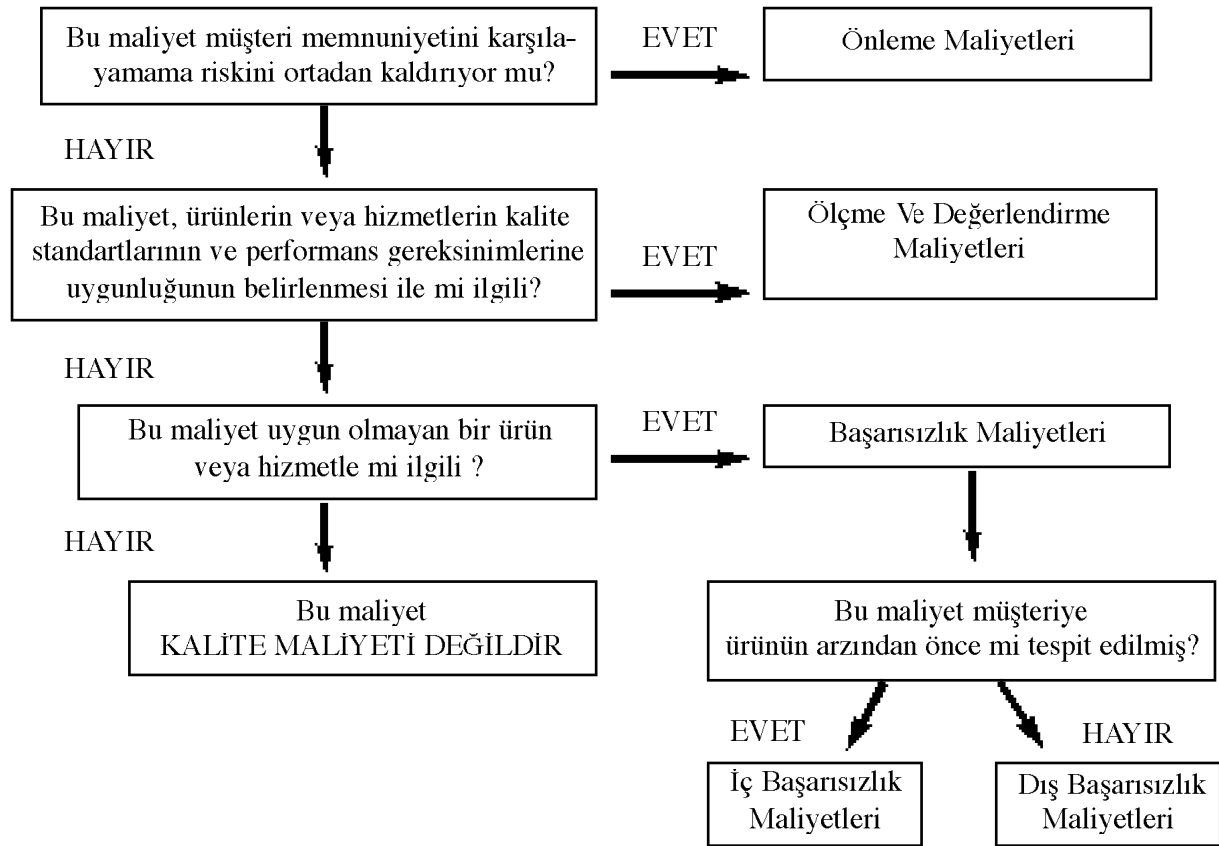 Bu maliyet müşteri memnuniyetini karşıla-
yamama riskini ortadan kaldırıyor mu?
EVET
Önleme Maliyetleri
HAYIR
Bu maliyet, ürünlerin veya hizmetlerin kalite
standartlarının ve performans gereksinimlerine
uygunluğunun belirlenmesi ile mi ilgili?
EVET
Ölçme Ve Değerlendirme
Maliyetleri
HAYIR
Bu maliyet uygun olmayan bir ürün
veya hizmetle mi ilgili ?
EVET
Başarısızlık Maliyetleri
HAYIR
Bu maliyet
KALİTE MALİYETİ DEĞİLDİR
Bu maliyet müşteriye
ürünün arzından önce mi tespit edilmiş?
EVET
HAYIR
İç Başarısızlık
Maliyetleri
Dış Başarısızlık
Maliyetleri